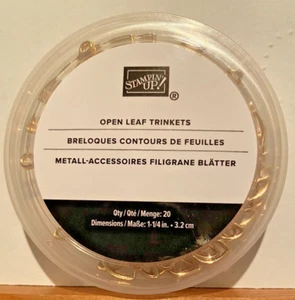 STAMPIN'
UP!®
OPEN LEAF TRINKETS
BRELOQUES CONTOURS DE FEUILLES
METALL-ACCESSOIRES FILIGRANE BLÄTTER
Qty / Qté / Menge: 20
Dimensions / Maße: 1-1/4 in. • 3.2 cm